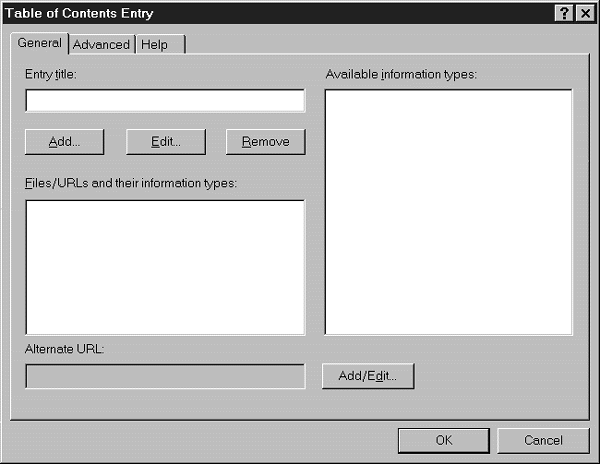 Table of Contents Entry
General Advanced Help
Entry title:
Available information types:
Add... Edit... Remove
Files/URLs and their information types:
Alternate URL:
Add/Edit...
OK Cancel